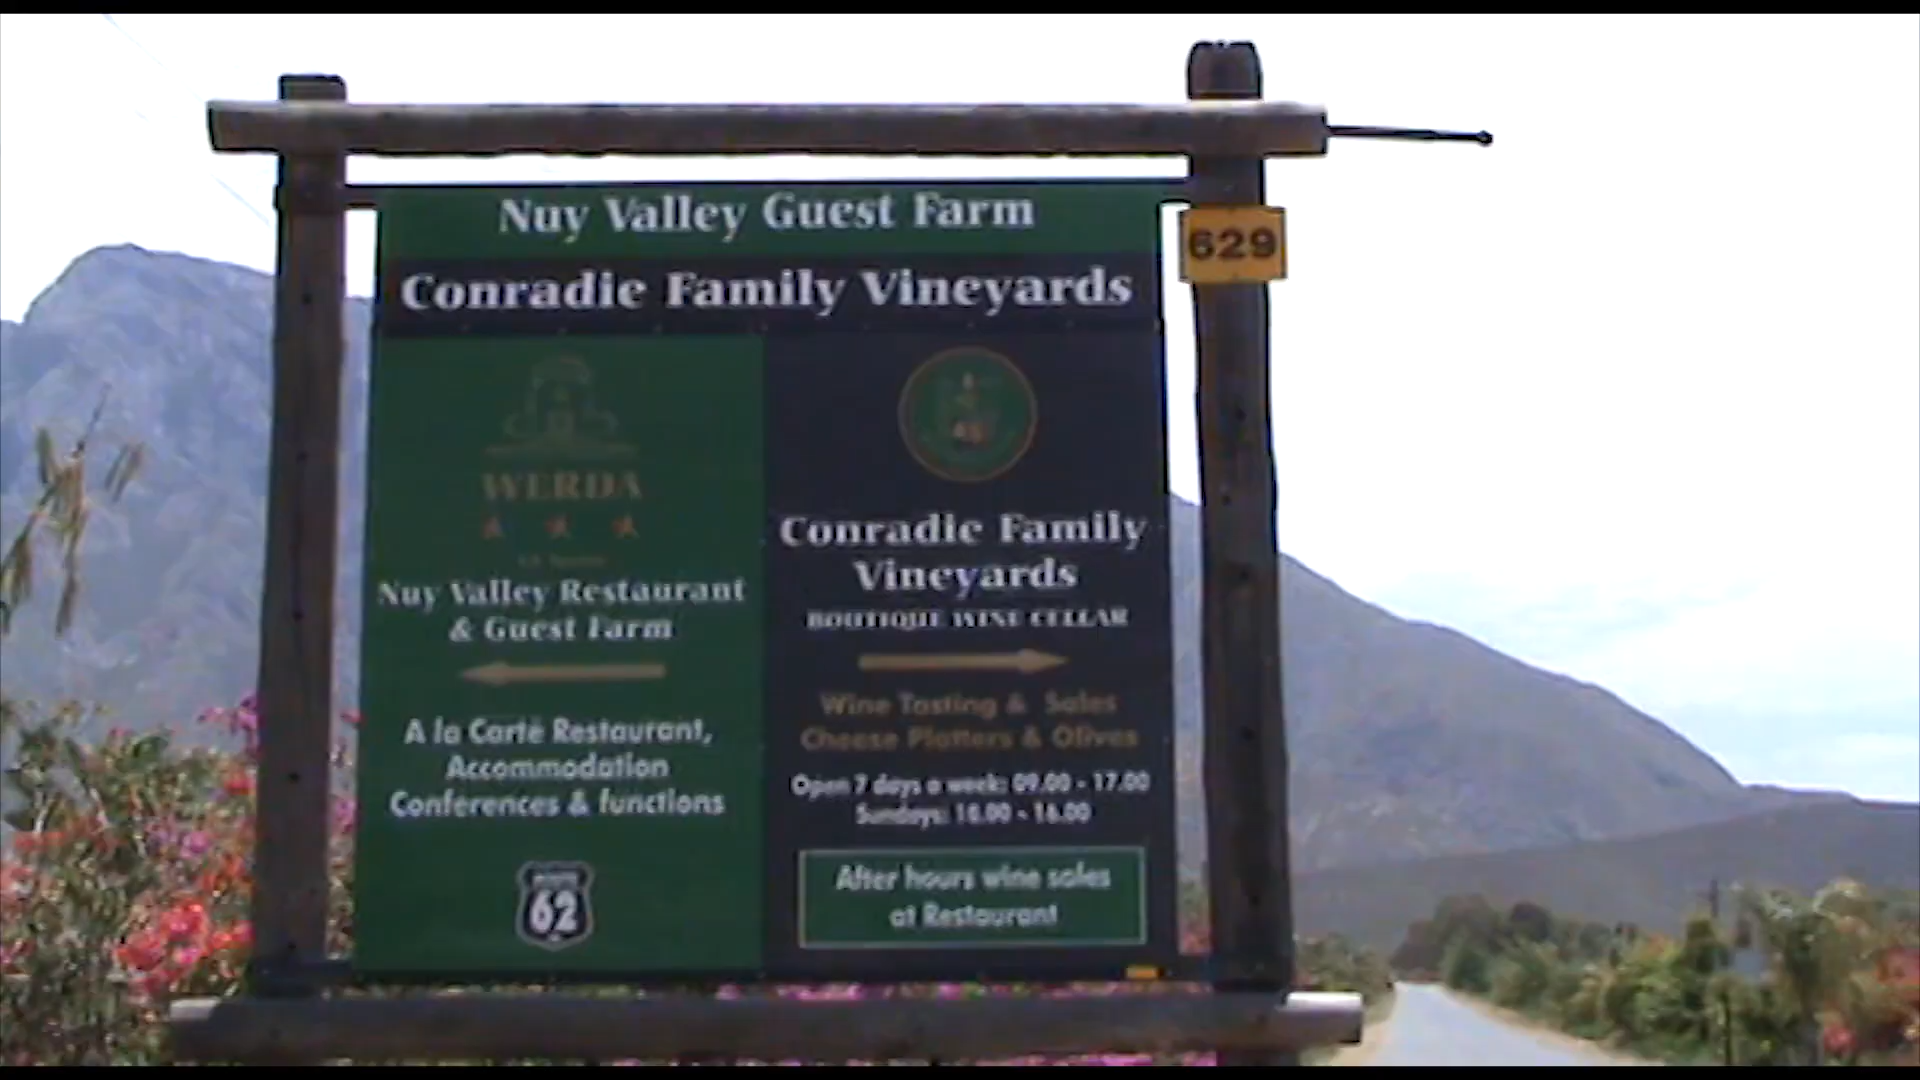 Nuy Valley Guest Farm
629
Conradie Family Vineyards
WERDA
Nuy Valley Restaurant
& Guest Farm
A la Carte Restaurant,
Accommodation
Conferences & functions
ROUTE
62
Conradie Family
Vineyards
BOUTIQUE WINE CELLAR
Wine Tasting & Sales
Cheese Platters & Olives
Open 7 days a week: 09.00 - 17.00
Sundays: 10.00 - 16.00
After hours wine sales
at Restaurant